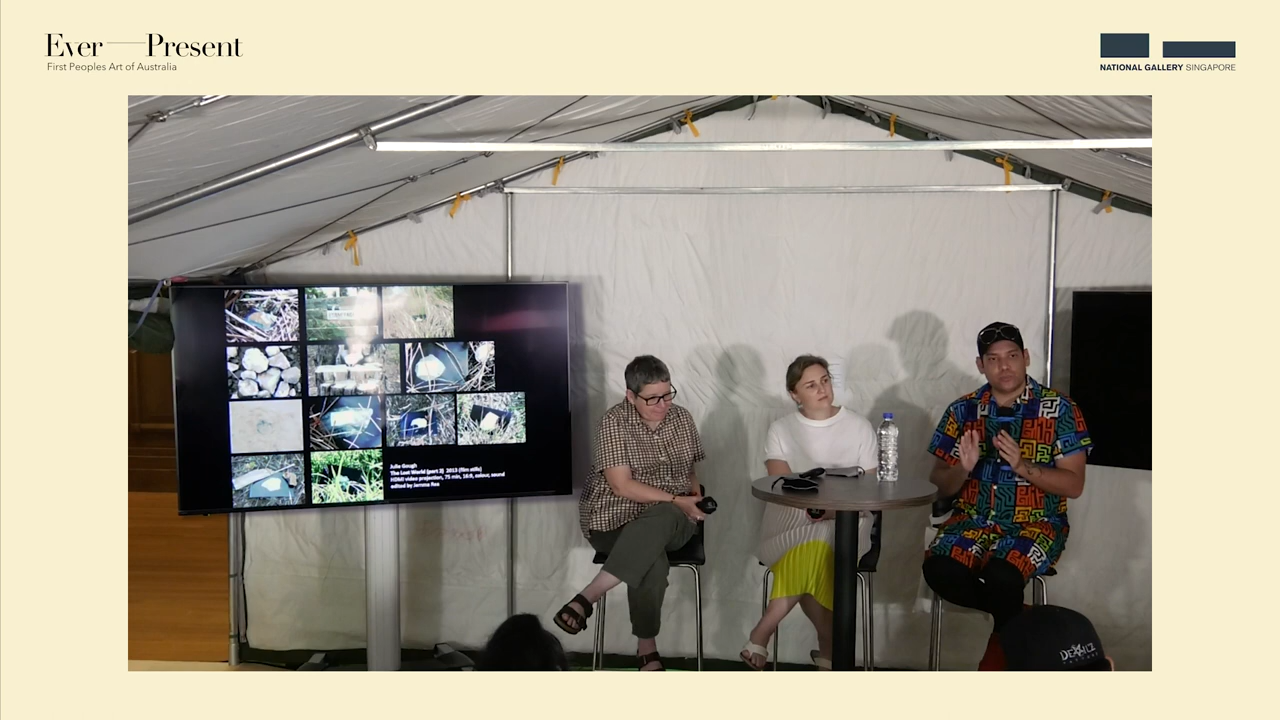 Ever — Present
First Peoples Art of Australia
NATIONAL GALLERY SINGAPORE
Julie Gough
The Lost World (part 2) 2013 (film stills)
HDMI video projection, 75 min, 16:9, colour, sound
edited by Jemma Rea